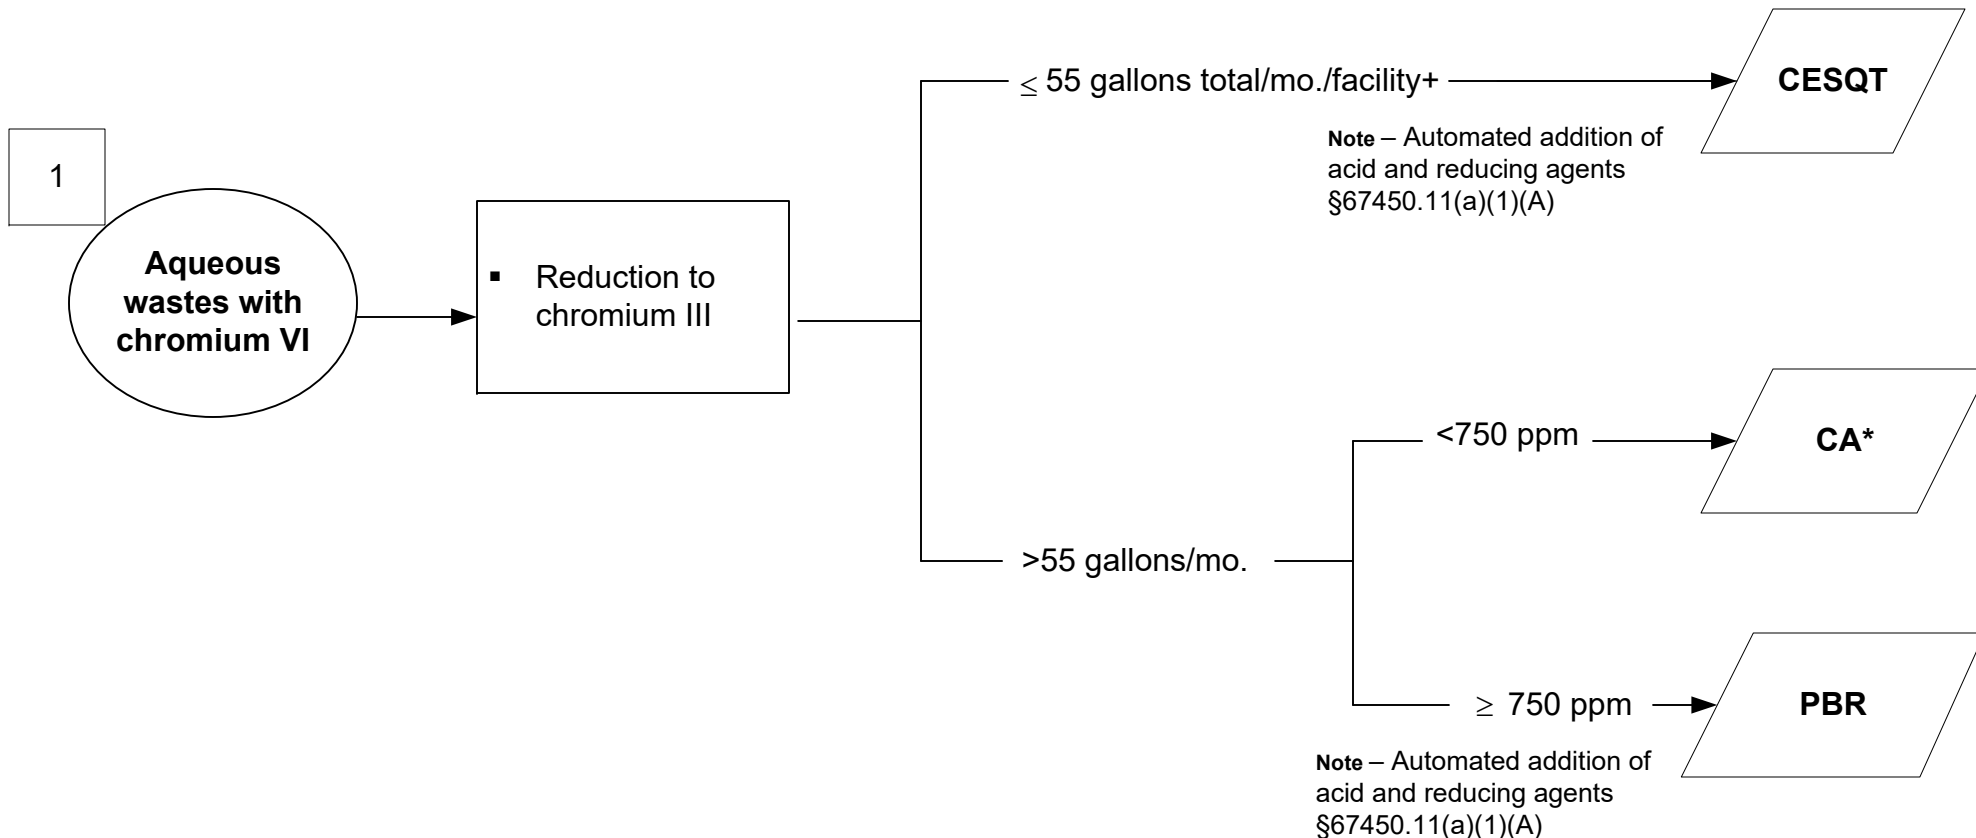 1
Aqueous
wastes with
chromium VI
▪ Reduction to
chromium III
≤ 55 gallons total/mo./facility+
CESQT
Note – Automated addition of
acid and reducing agents
§67450.11(a)(1)(A)
<750 ppm
CA*
>55 gallons/mo.
≥ 750 ppm
PBR
Note – Automated addition of
acid and reducing agents
§67450.11(a)(1)(A)